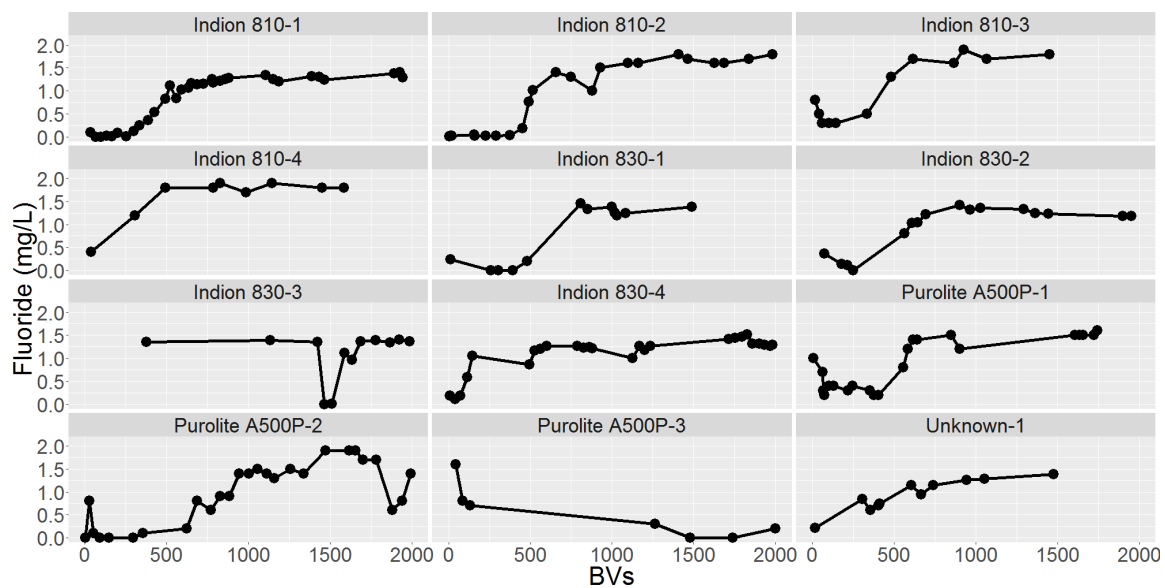 Indion 810-1 Indion 810-2 Indion 810-3
2.0
1.5
1.0
0.5
0.0
Indion 810-4 Indion 830-1 Indion 830-2
2.0
1.5
1.0
0.5
0.0
Fluoride (mg/L)
Indion 830-3 Indion 830-4 Purolite A500P-1
2.0
1.5
1.0
0.5
0.0
Purolite A500P-2 Purolite A500P-3 Unknown-1
2.0
1.5
1.0
0.5
0.0
0 500 1000 1500 2000 0 500 1000 1500 2000 0 500 1000 1500 2000
BVs